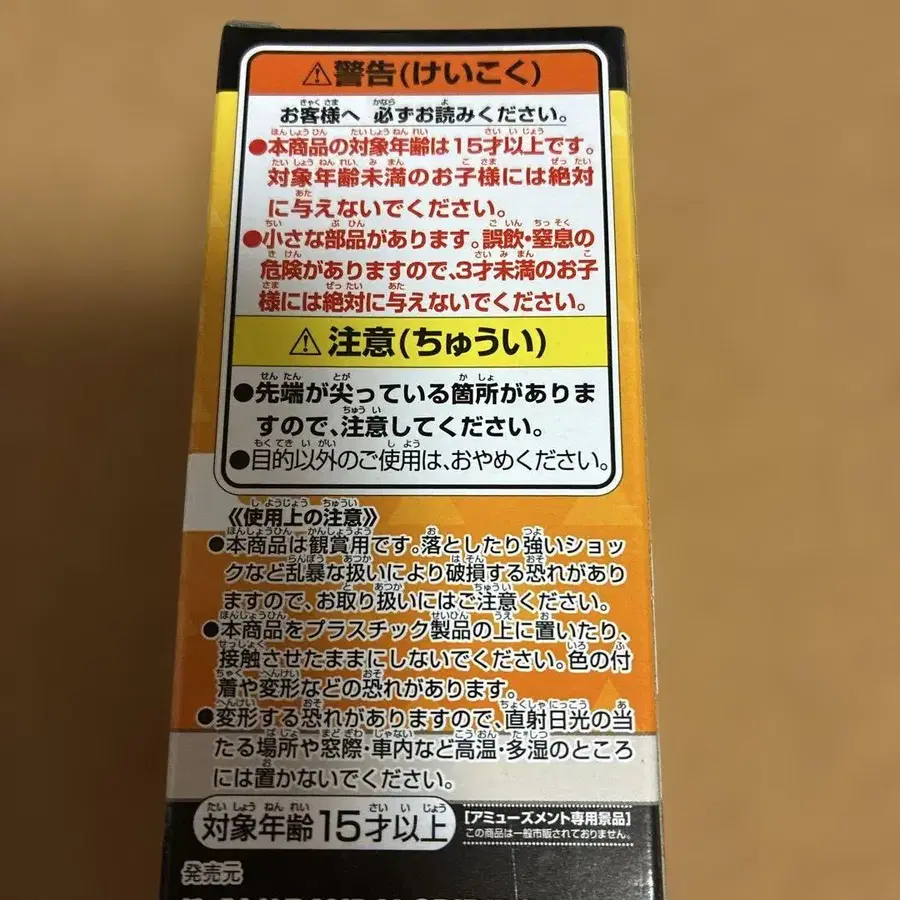 ⚠警告(けいこく)
お客様へ 必ずお読みください。
●本商品の対象年齢は15才以上です。
対象年齢未満のお子様には絶対
に与えないでください。
●小さな部品があります。誤飲・窒息の
危険がありますので、3才未満のお子
様には絶対に与えないでください。
⚠注意(ちゅうい)
●先端が尖っている箇所がありま
すので、注意してください。
●目的以外のご使用は、おやめください。
《使用上の注意》
●本商品は観賞用です。落としたり強いショッ
クなど乱暴な扱いにより破損する恐れがあり
ますので、お取り扱いにはご注意ください。
●本商品をプラスチック製品の上に置いたり、
接触させたままにしないでください。色の付
着や変形などの恐れがあります。
●変形する恐れがありますので、直射日光の当
たる場所や窓際・車内など高温・多湿のところ
には置かないでください。
対象年齢15才以上
[アミューズメント専用景品]
この商品は一般市販されておりません。
発売元